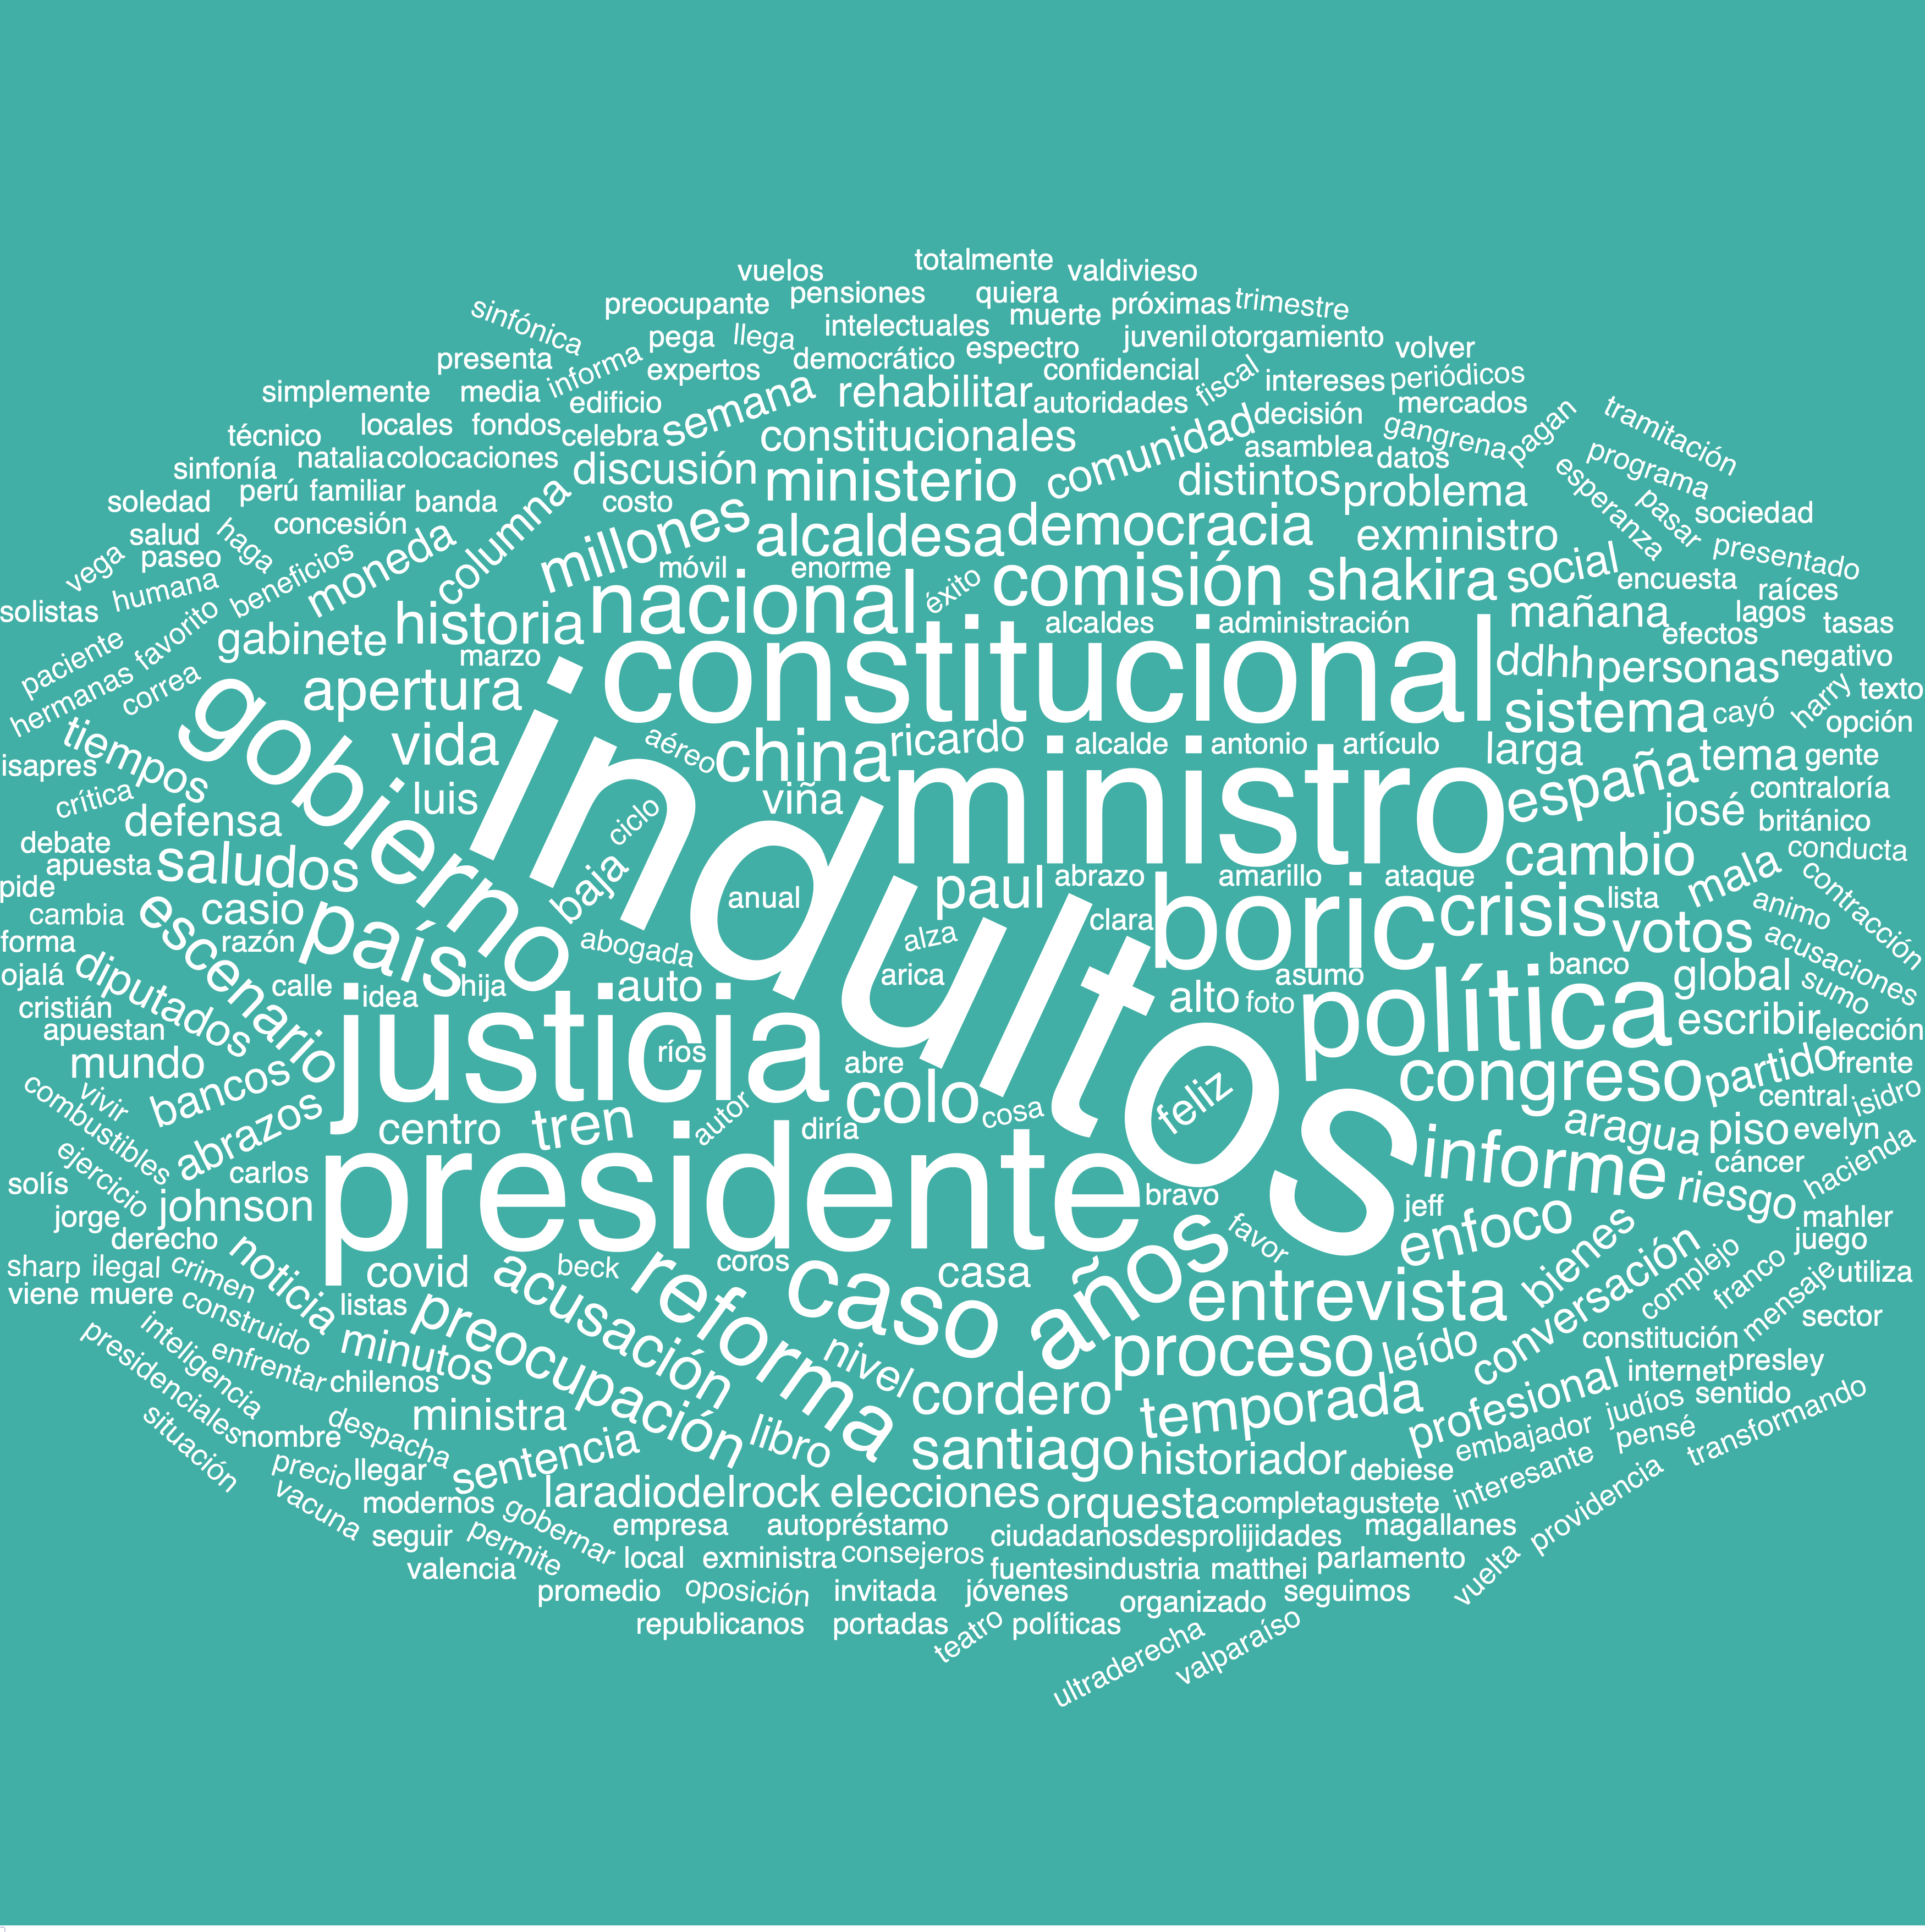 totalmente
vuelos
valdivieso
pensiones
quiera
preocupante
próximas
trimestre
muerte
sinfónica
intelectuales
pega
llega
juvenil
otorgamiento
espectro
volver
presenta
informa
democrático
expertos
confidencial
fiscal
intereses
periódicos
simplemente
media
edificio
semana
rehabilitar
autoridades
decisión
mercados
pagan
tramitación
locales
fondos
técnico
celebra
constitucionales
comunidad
asamblea
gangrena
natalia
colocaciones
datos
programa
sinfonía
discusión
ministerio
distintos
problema
esperanza
perú
familiar
soledad
banda
costo
pasar
sociedad
concesión
columna
millones
alcaldesa
democracia
exministro
salud
haga
paseo
moneda
presentado
vega
humana
beneficios
móvil
enorme
éxito
comisión
shakira
social
encuesta
raíces
solistas
favorito
gabinete
historia
nacional
alcaldes
administración
mañana
lagos
tasas
efectos
paciente
hermanas
correa
marzo
constitucional
ddhh
personas
negativo
apertura
sistema
cayó
harry
texto
opción
tiempos
vida
aéreo
china
ricardo
alcalde
antonio
artículo
larga
españa
tema
gente
isapres
gobierno
contraloría
crítica
defensa
luis
viña
ministro
josé
británico
debate
ciclo
apuesta
saludos
cambio
mala
conducta
pide
baja
paul
abrazo
amarillo
ataque
contracción
cambia
escenario
casio
país
anual
indultos
clara
boric
crisis
lista
animo
forma
razón
abogada
alza
votos
acusaciones
ojalá
diputados
calle
idea
hija
auto
arica
asumo
banco
global
sumo
cristián
alto
foto
política
escribir
elección
apuestan
justicia
mundo
bancos
ríos
abre
congreso
partido
frente
combustibles
vivir
abrazos
colo
cosa
feliz
central
isidro
centro
tren
autor
diría
aragua
piso
evelyn
ejercicio
carlos
informe
cáncer
hacienda
solís
johnson
presidente
bravo
jeff
riesgo
jorge
mahler
derecho
favor
enfoco
juego
sharp
ilegal
crimen
noticia
covid
acusación
beck
reforma
coros
caso
casa
años
entrevista
bienes
conversación
complejo
franco
mensaje
utiliza
viene
muere
construido
listas
preocupación
sector
inteligencia
minutos
nivel
proceso
leído
constitución
presidenciales
enfrentar
chilenos
cordero
temporada
profesional
internet
presley
situación
nombre
despacha
ministra
libro
judíos
sentido
transformando
santiago
historiador
embajador
pensé
precio
llegar
sentencia
debiese
interesante
providencia
vacuna
modernos
laradiodelrock
elecciones
orquesta
completa
gustete
seguir
gobernar
empresa
autopréstamo
ciudadanos
desprolijidades
magallanes
valencia
permite
local
exministra
consejeros
fuentes
industria
matthei
parlamento
vuelta
promedio
oposición
invitada
jóvenes
organizado
seguimos
republicanos
portadas
teatro
políticas
ultraderecha
valparaíso